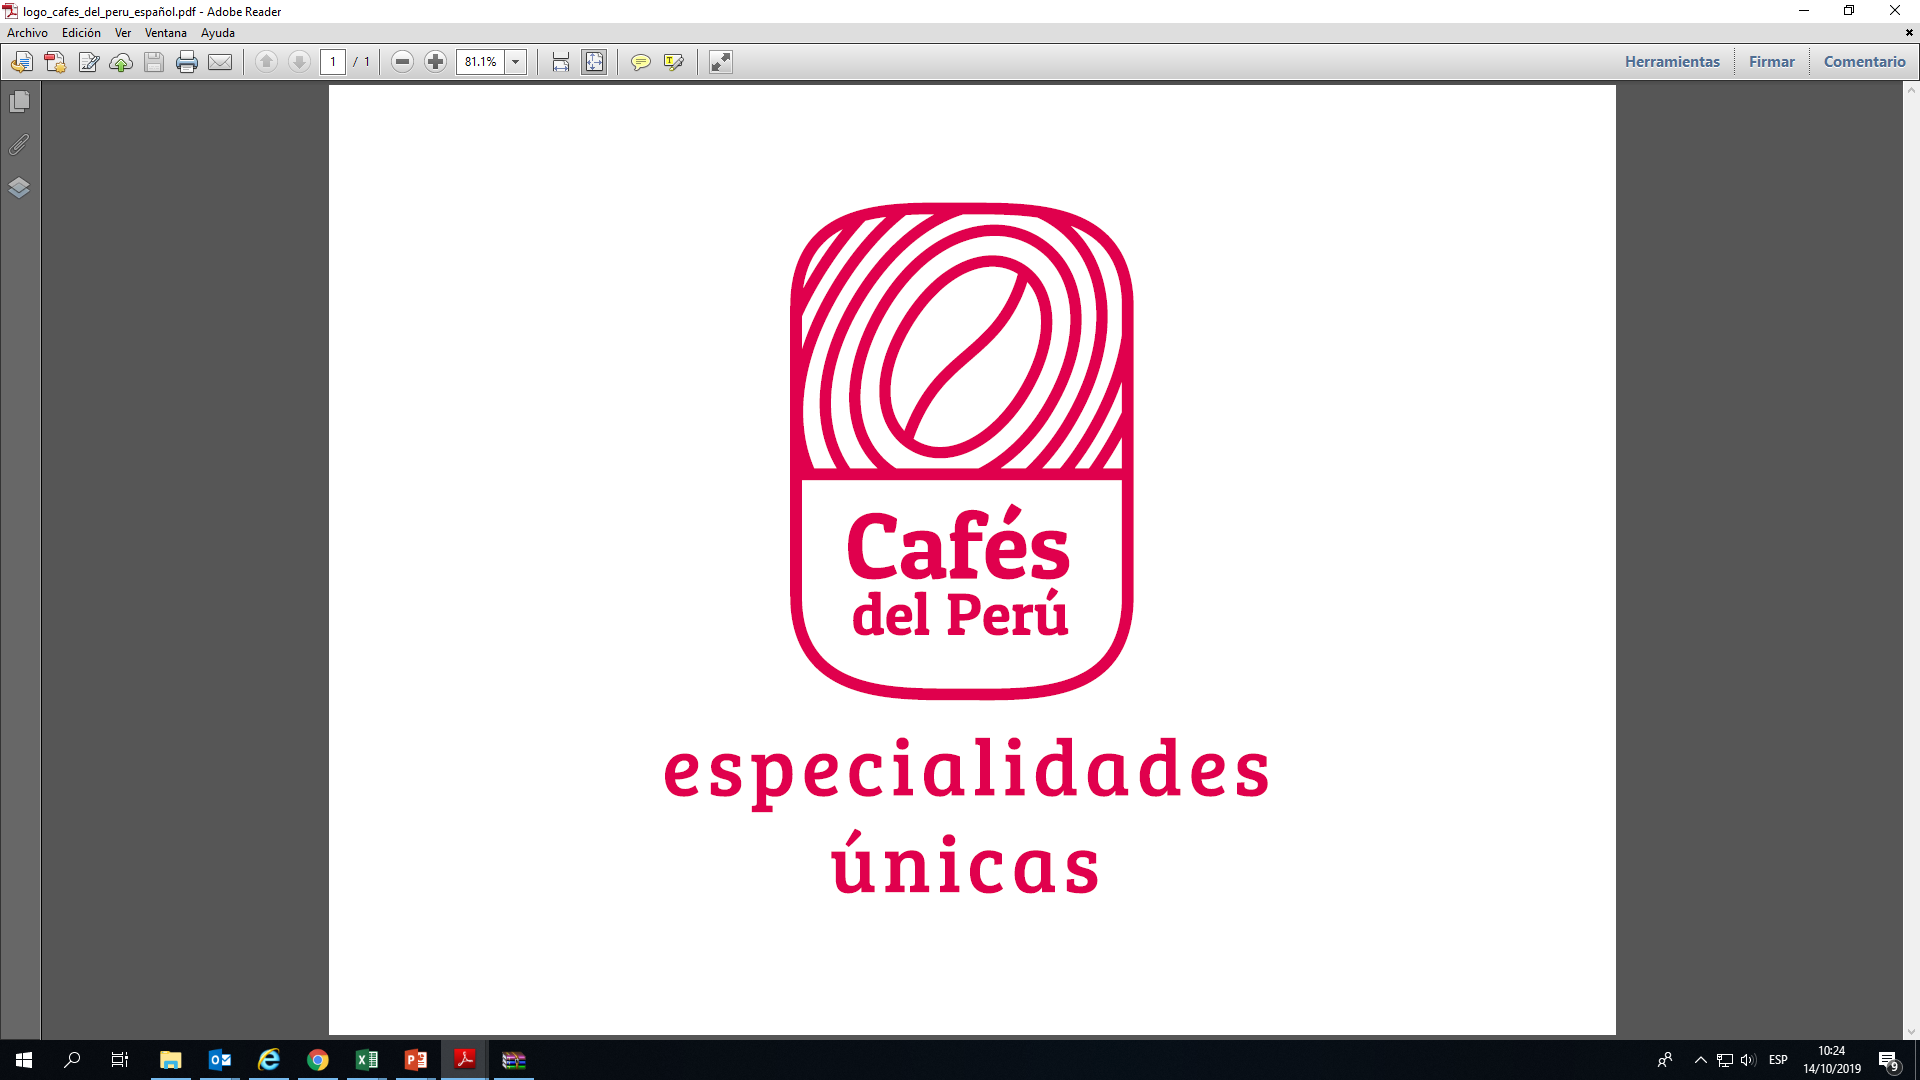 logo_cafes_del_peru_español.pdf - Adobe Reader
Archivo Edición Ver Ventana Ayuda
1 / 1 81.1% Herramientas Firmar Comentario
Cafés
del Perú
especialidades
únicas
ESP
10:24
14/10/2019
9